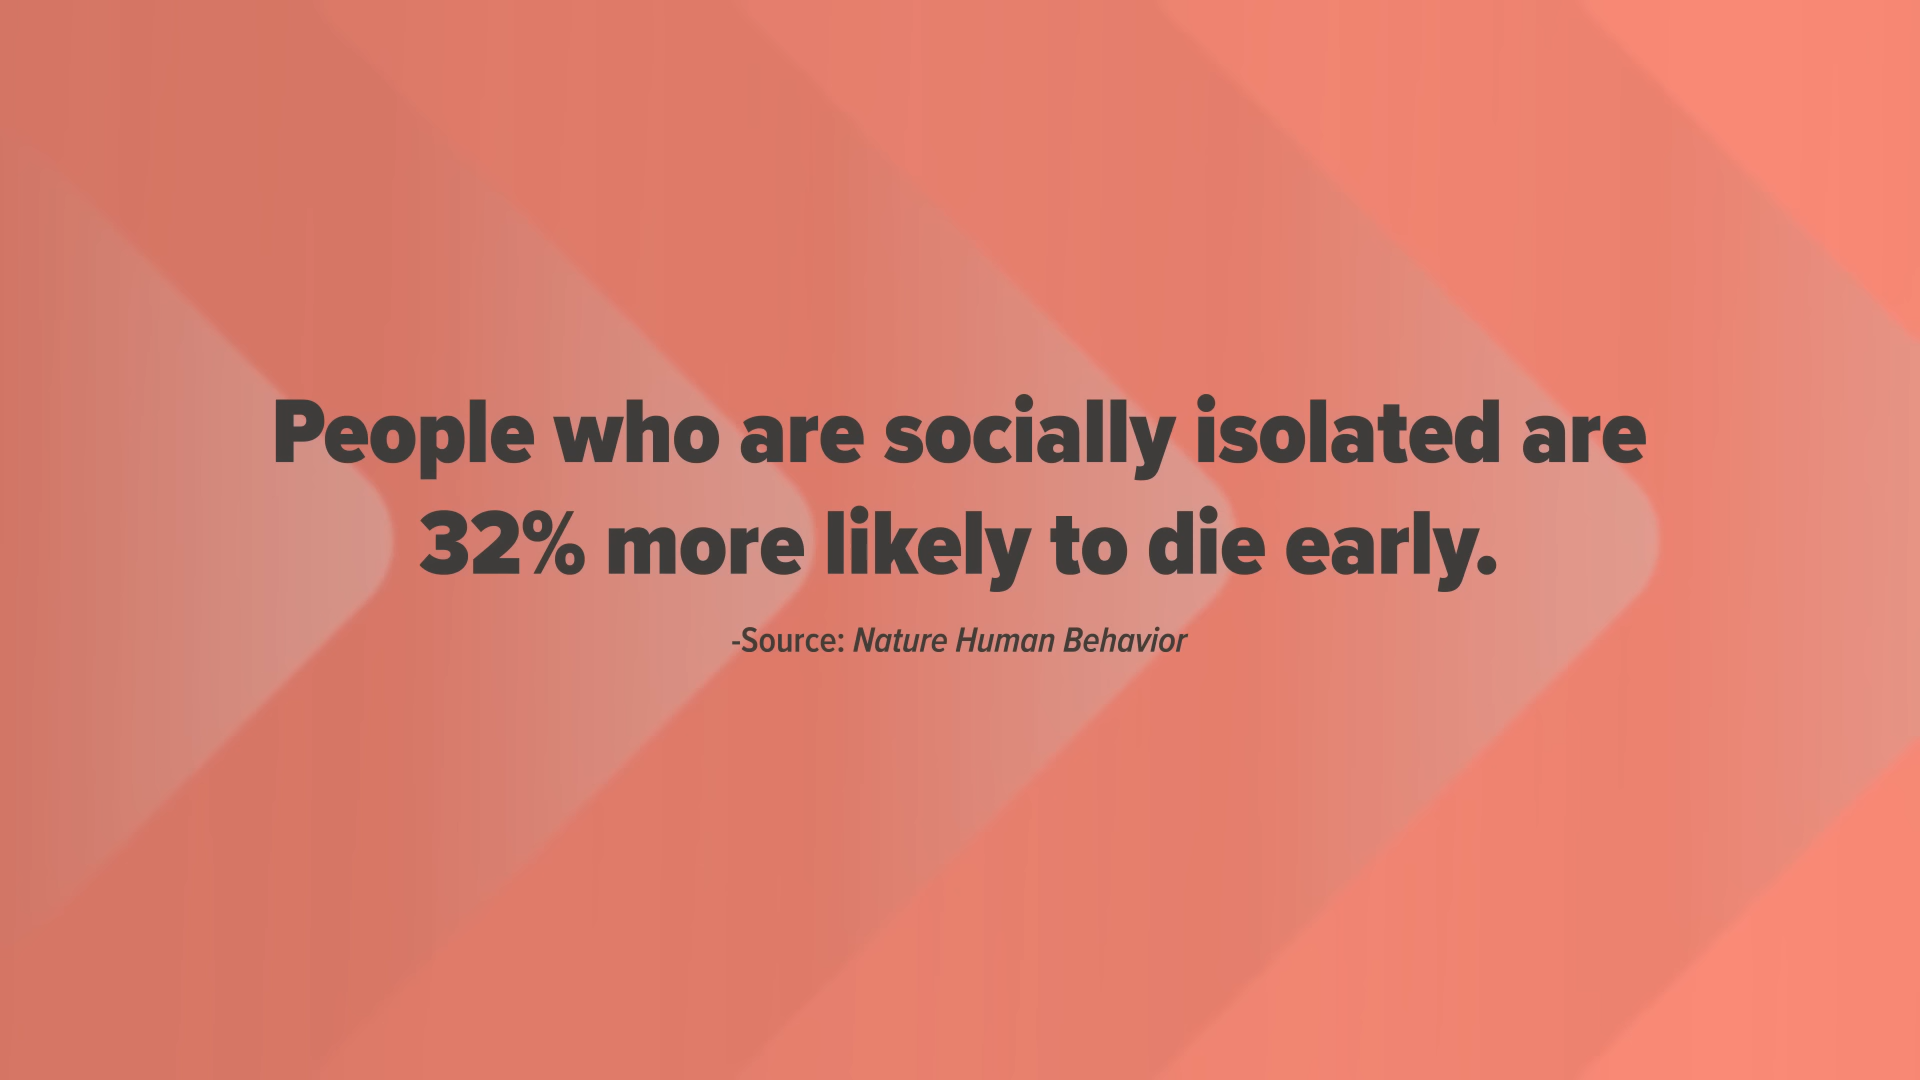 People who are socially isolated are
32% more likely to die early.
-Source: Nature Human Behavior